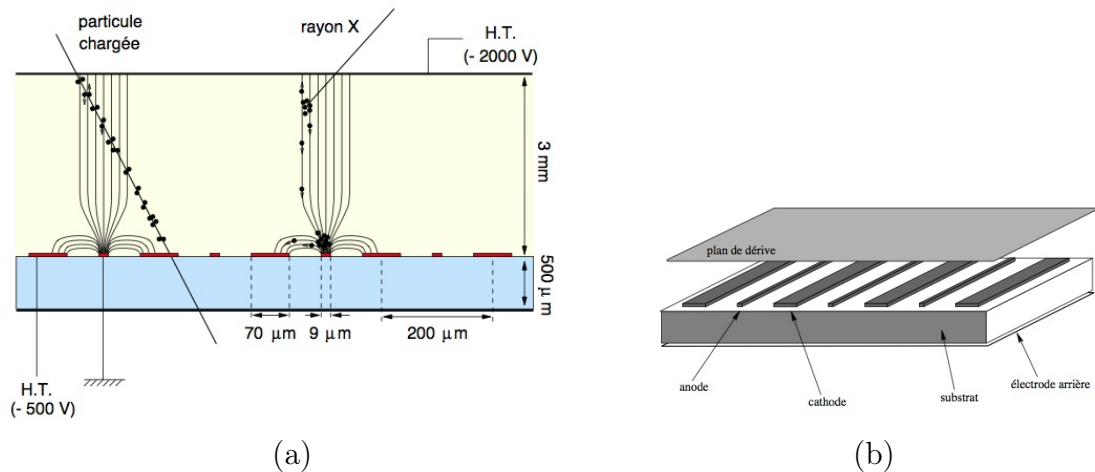 particule
chargée
rayon X
H.T.
(- 2000 V)
3 mm
500 μ m
70 μm
9 μm
200 μm
H.T.
(- 500 V)
(a)
plan de dérive
anode
cathode
substrat
électrode arrière
(b)